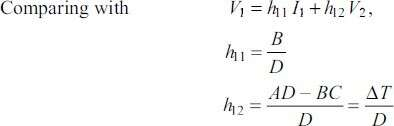 Comparing with V₁ = h₁₁ I₁ + h₁₂ V₂,
h₁₁ = B/D
h₁₂ = (AD − BC)/D = ΔT/D